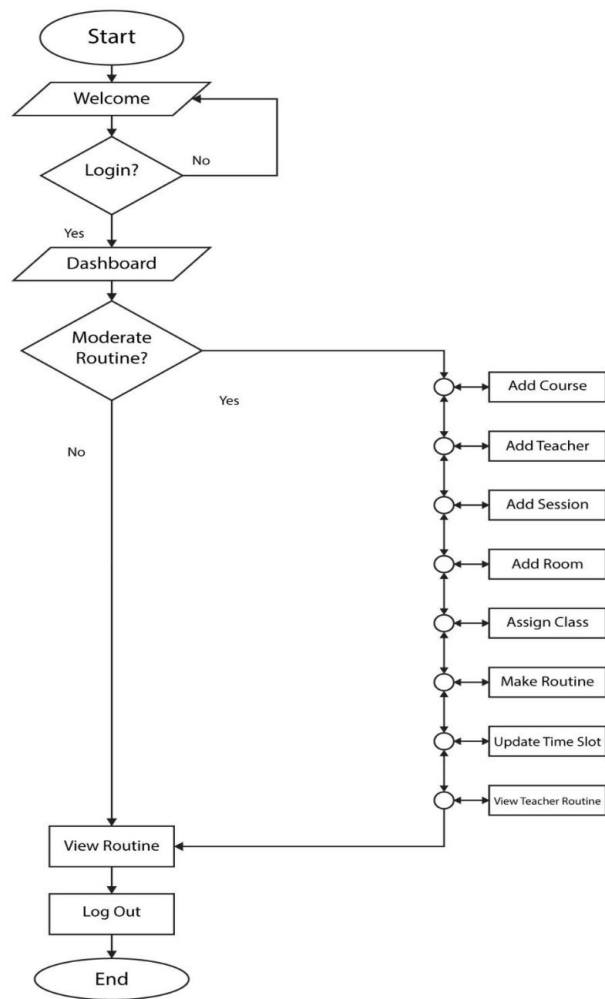 Start
Welcome
Login?
No
Yes
Dashboard
Moderate
Routine?
Yes
No
Add Course
Add Teacher
Add Session
Add Room
Assign Class
Make Routine
Update Time Slot
View Teacher Routine
View Routine
Log Out
End